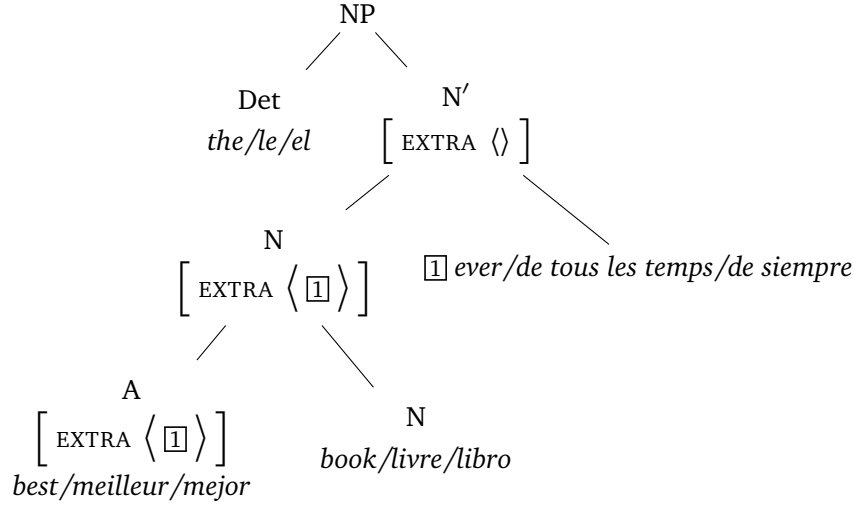 NP
Det
N′
the/le/el
[ EXTRA ⟨⟩ ]
N
[ EXTRA ⟨ 1 ⟩ ]
1 ever/de tous les temps/de siempre
A
[ EXTRA ⟨ 1 ⟩ ]
best/meilleur/mejor
N
book/livre/libro